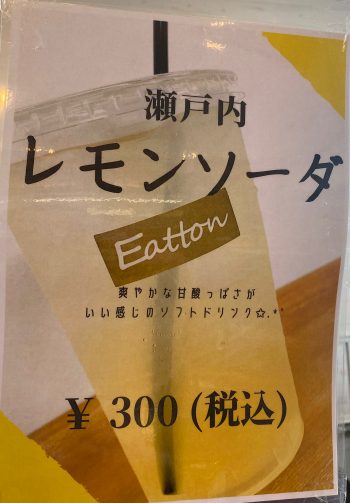 瀬戸内
レモンソーダ
Eatton
爽やかな甘酸っぱさが
いい感じのソフトドリンク☆.*ﾟ
¥ 300 (税込)